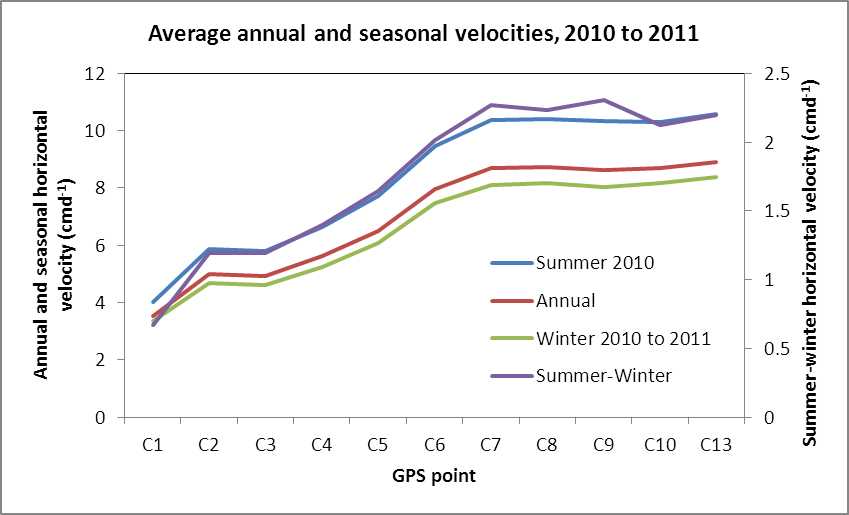 Average annual and seasonal velocities, 2010 to 2011
Annual and seasonal horizontal
velocity (cmd⁻¹)
12
10
8
6
4
2
0
2.5
2
1.5
1
0.5
0
Summer-winter horizontal velocity (cmd⁻¹)
Summer 2010
Annual
Winter 2010 to 2011
Summer-Winter
C1 C2 C3 C4 C5 C6 C7 C8 C9 C10 C13
GPS point